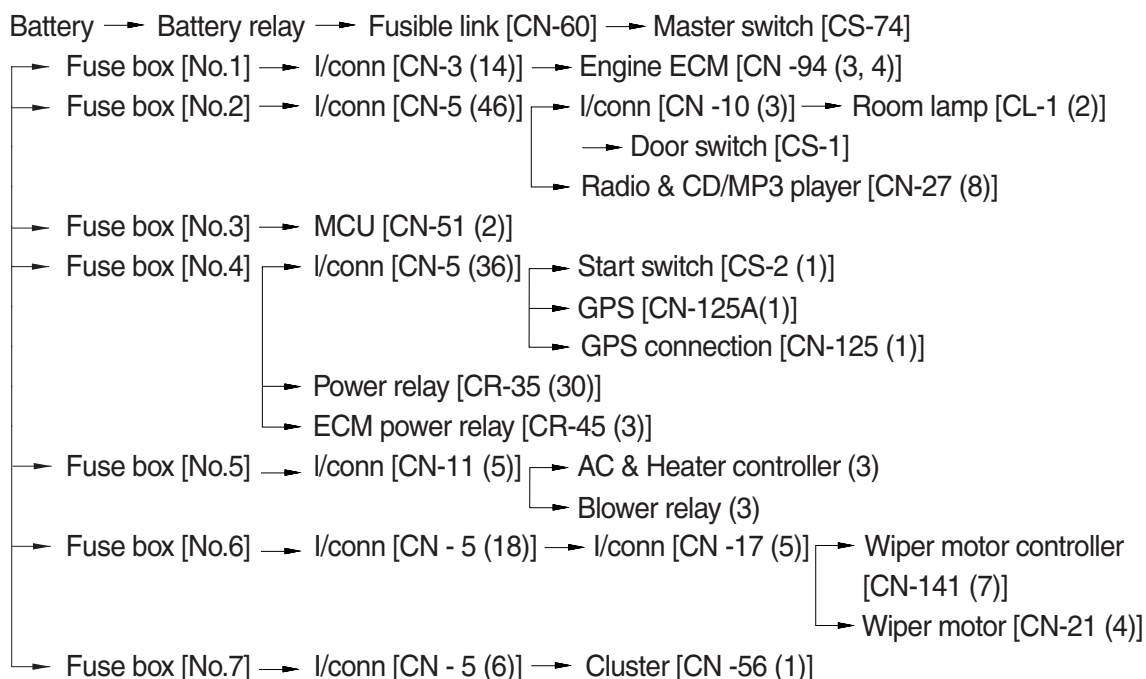 Battery → Battery relay → Fusible link [CN-60] → Master switch [CS-74]
→ Fuse box [No.1] → I/conn [CN-3 (14)] → Engine ECM [CN -94 (3, 4)]
→ Fuse box [No.2] → I/conn [CN-5 (46)] → I/conn [CN -10 (3)] → Room lamp [CL-1 (2)]
→ Door switch [CS-1]
→ Radio & CD/MP3 player [CN-27 (8)]
→ Fuse box [No.3] → MCU [CN-51 (2)]
→ Fuse box [No.4] → I/conn [CN-5 (36)] → Start switch [CS-2 (1)]
→ GPS [CN-125A(1)]
→ GPS connection [CN-125 (1)]
→ Power relay [CR-35 (30)]
→ ECM power relay [CR-45 (3)]
→ Fuse box [No.5] → I/conn [CN-11 (5)] → AC & Heater controller (3)
→ Blower relay (3)
→ Fuse box [No.6] → I/conn [CN - 5 (18)] → I/conn [CN -17 (5)] → Wiper motor controller
[CN-141 (7)]
→ Wiper motor [CN-21 (4)]
→ Fuse box [No.7] → I/conn [CN - 5 (6)] → Cluster [CN -56 (1)]